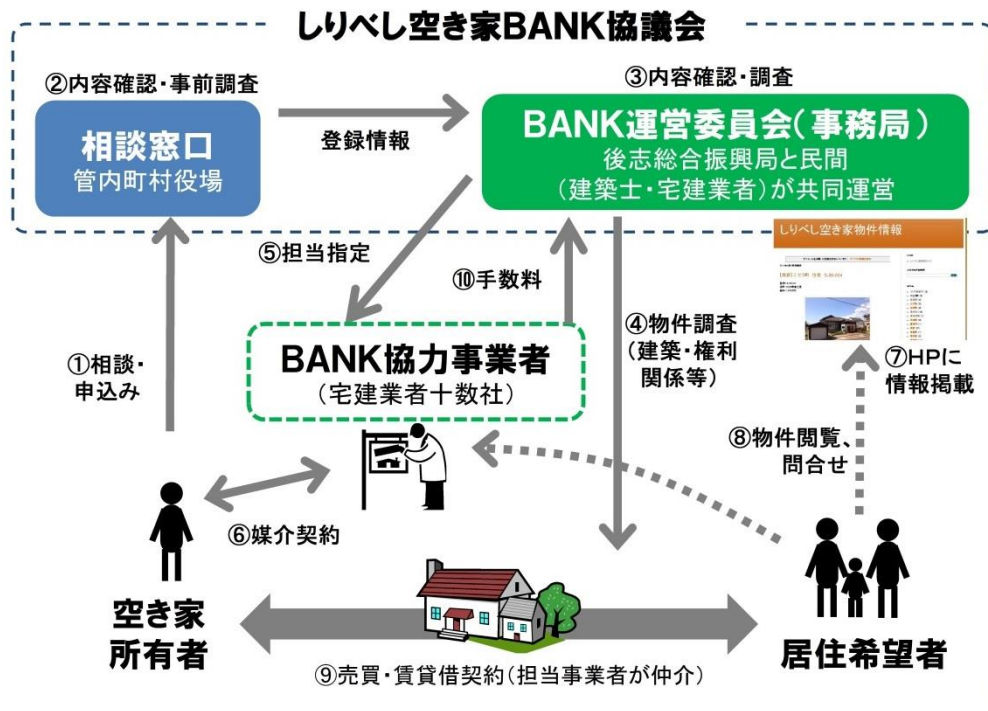 しりべし空き家BANK協議会
②内容確認・事前調査
相談窓口
管内町村役場
登録情報
③内容確認・調査
BANK運営委員会(事務局)
後志総合振興局と民間
(建築士・宅建業者)が共同運営
しりべし空き家物件情報
⑤担当指定
⑩手数料
④物件調査
(建築・権利
関係等)
①相談・
申込み
BANK協力事業者
(宅建業者十数社)
⑦HPに
情報掲載
⑧物件閲覧、
問合せ
⑥媒介契約
空き家
所有者
居住希望者
⑨売買・賃貸借契約(担当事業者が仲介)